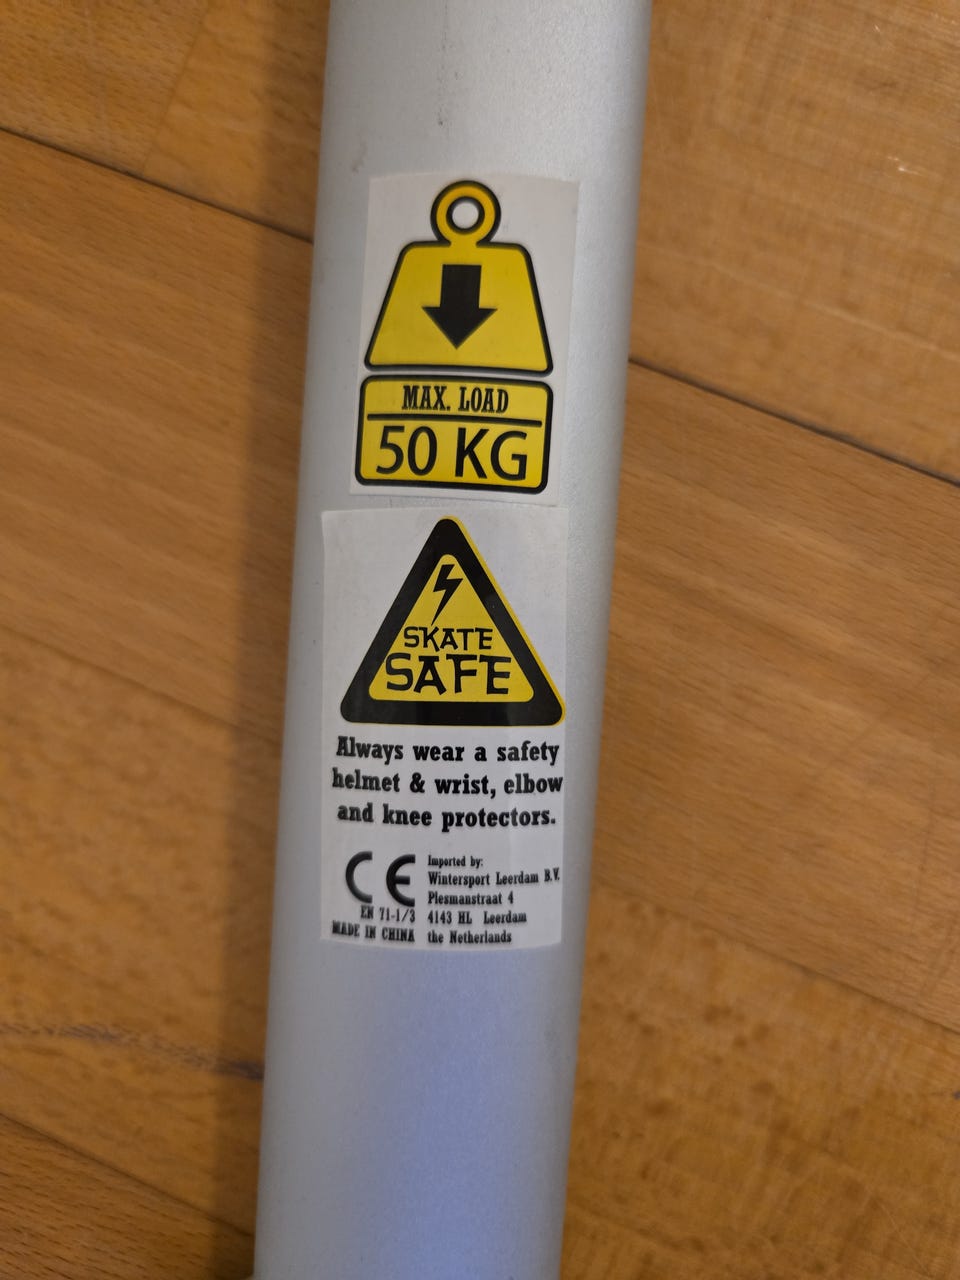 MAX. LOAD
50 KG
SKATE
SAFE
Always wear a safety
helmet & wrist, elbow
and knee protectors.
CE
EN 71-1/3
MADE IN CHINA
Imported by:
Wintersport Leerdam B.V.
Plesmanstraat 4
4143 HL Leerdam
the Netherlands